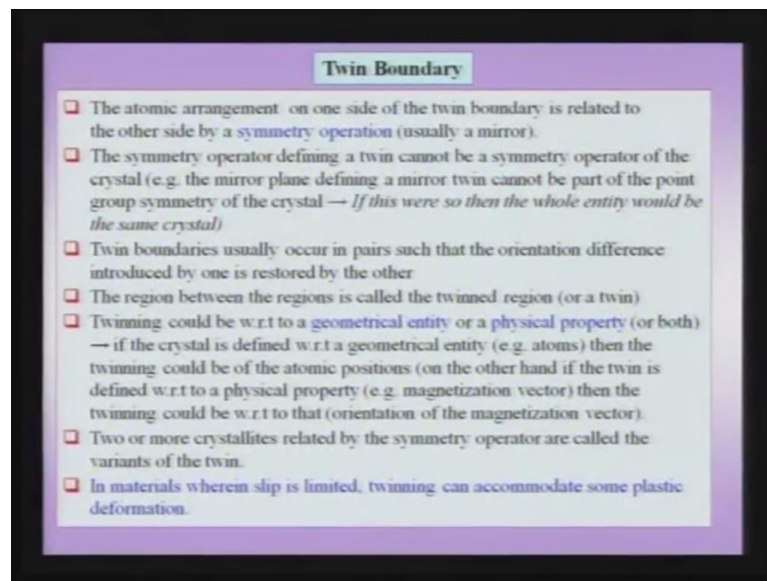 Twin Boundary
The atomic arrangement on one side of the twin boundary is related to
the other side by a symmetry operation (usually a mirror).
The symmetry operator defining a twin cannot be a symmetry operator of the
crystal (e.g. the mirror plane defining a mirror twin cannot be part of the point
group symmetry of the crystal → If this were so then the whole entity would be
the same crystal)
Twin boundaries usually occur in pairs such that the orientation difference
introduced by one is restored by the other
The region between the regions is called the twinned region (or a twin)
Twinning could be w.r.t to a geometrical entity or a physical property (or both)
→ if the crystal is defined w.r.t a geometrical entity (e.g. atoms) then the
twinning could be of the atomic positions (on the other hand if the twin is
defined w.r.t to a physical property (e.g. magnetization vector) then the
twinning could be w.r.t to that (orientation of the magnetization vector).
Two or more crystallites related by the symmetry operator are called the
variants of the twin.
In materials wherein slip is limited, twinning can accommodate some plastic
deformation.